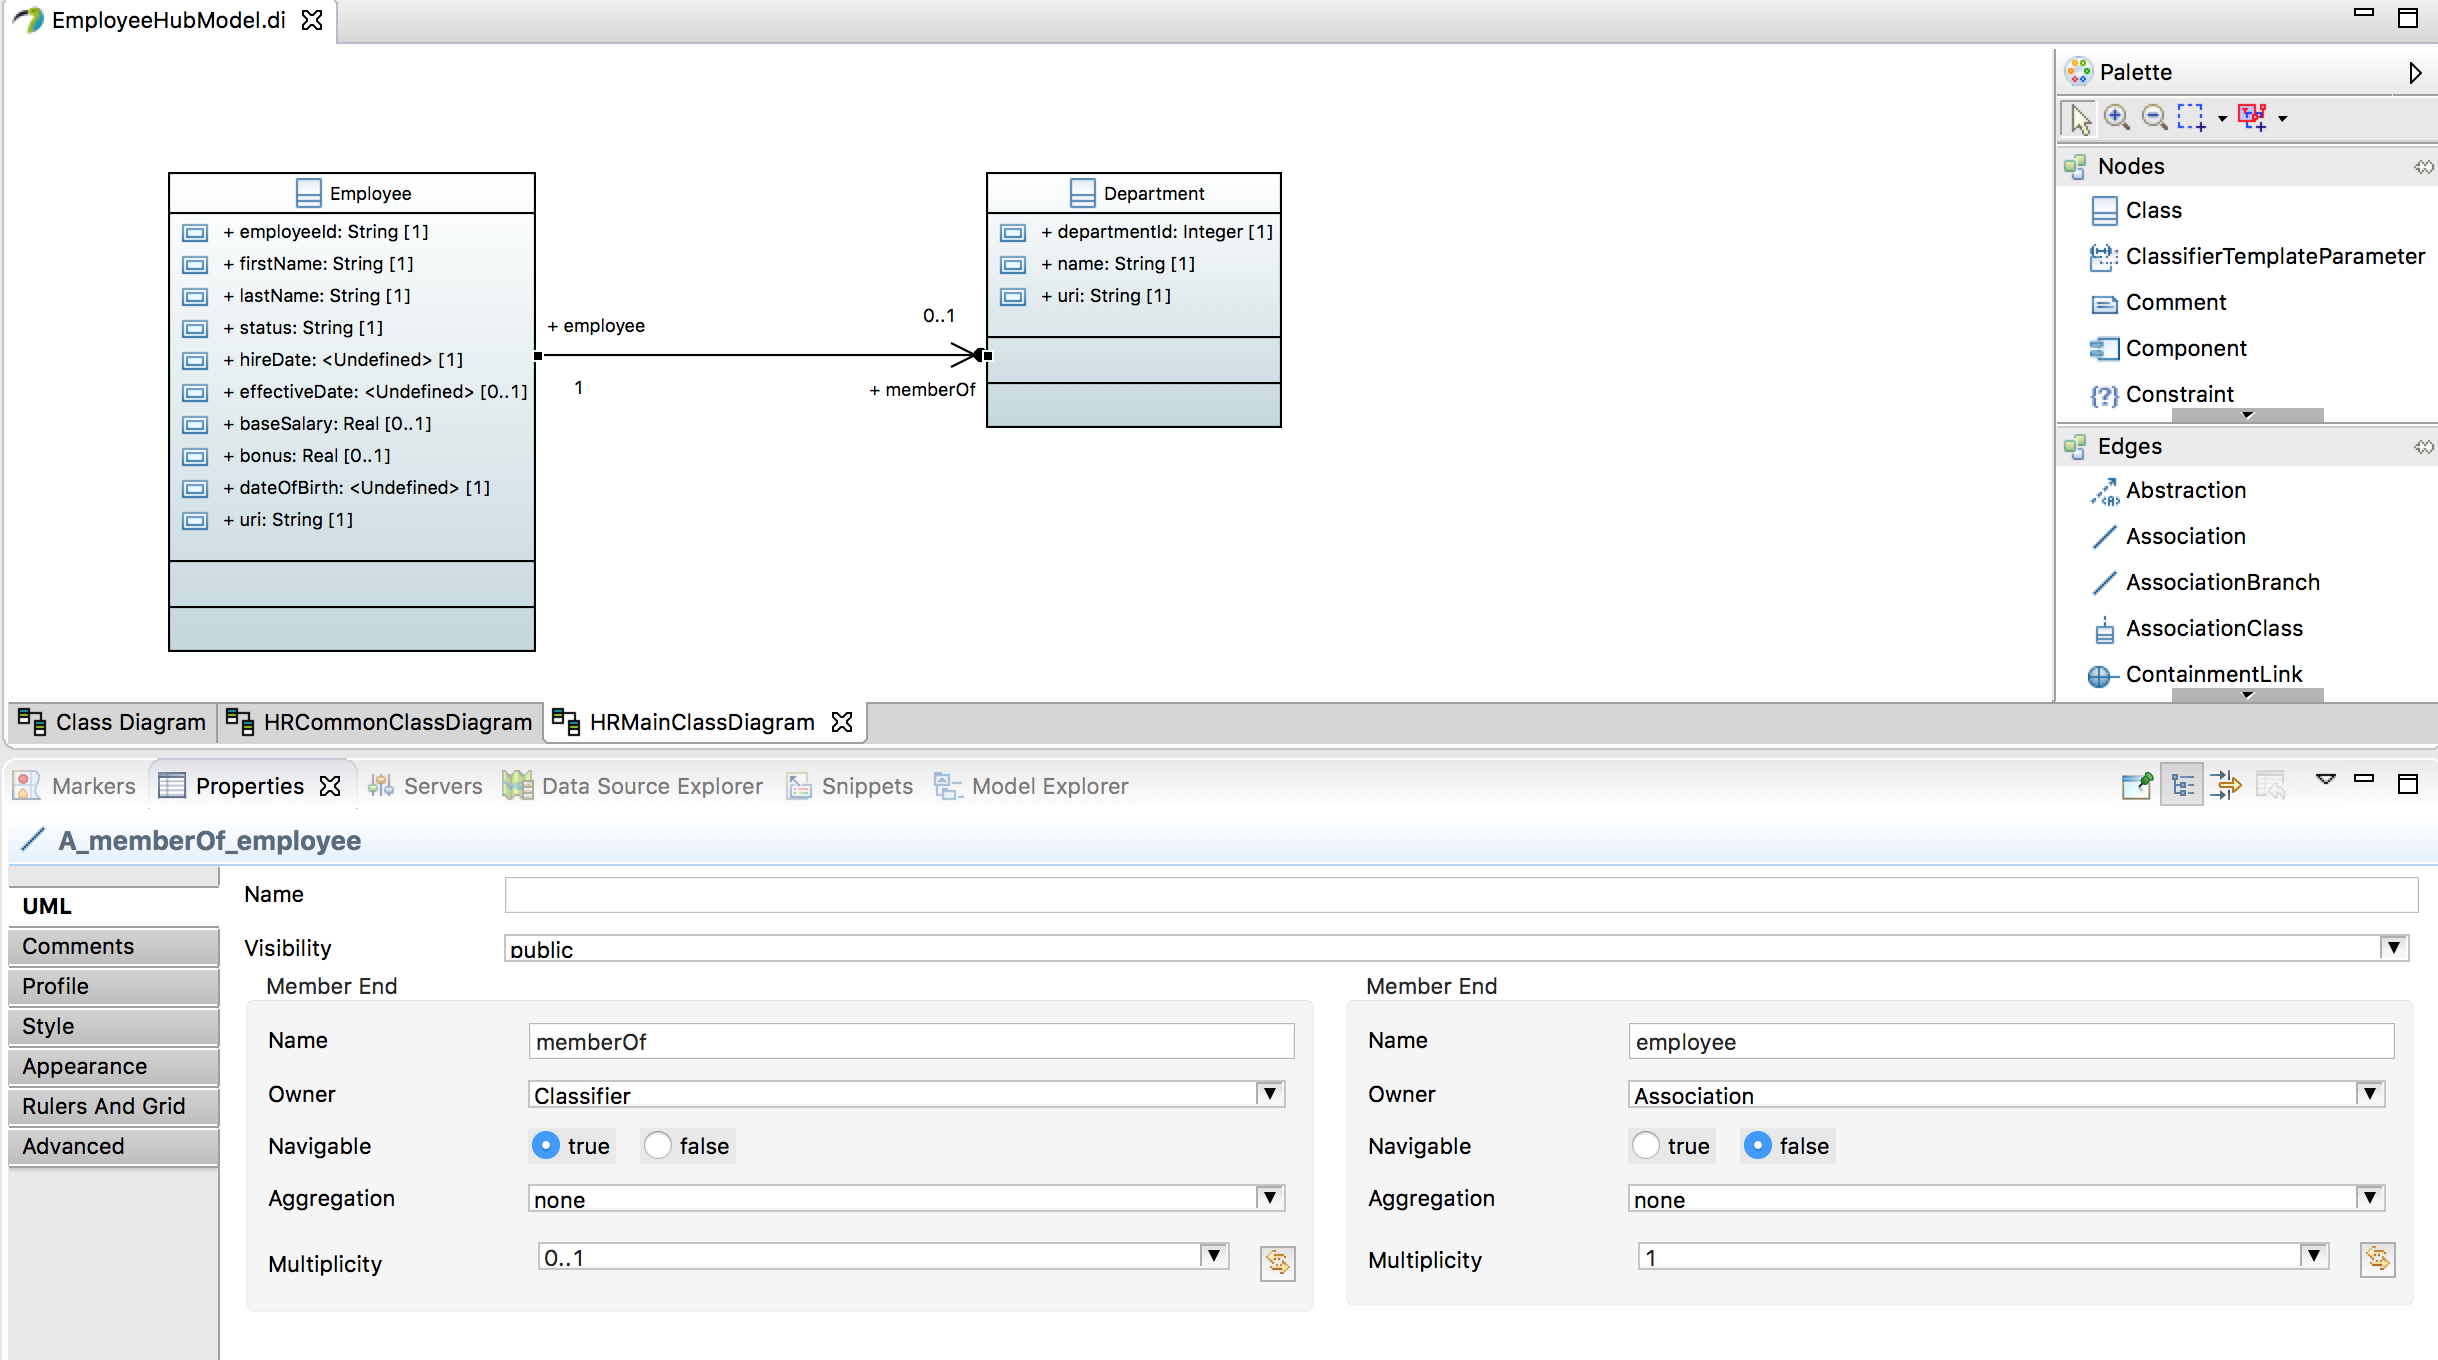 EmployeeHubModel.di
Palette
Nodes
Class
ClassifierTemplateParameter
Comment
Component
Constraint
Edges
Abstraction
Association
AssociationBranch
AssociationClass
ContainmentLink
Employee
+ employeeId: String [1]
+ firstName: String [1]
+ lastName: String [1]
+ status: String [1]
+ hireDate: <Undefined> [1]
+ effectiveDate: <Undefined> [0..1]
+ baseSalary: Real [0..1]
+ bonus: Real [0..1]
+ dateOfBirth: <Undefined> [1]
+ uri: String [1]
+ employee
1
0..1
+ memberOf
Department
+ departmentId: Integer [1]
+ name: String [1]
+ uri: String [1]
Class Diagram HRCommonClassDiagram HRMainClassDiagram
Markers Properties Servers Data Source Explorer Snippets Model Explorer
A_memberOf_employee
UML
Comments
Profile
Style
Appearance
Rulers And Grid
Advanced
Name
Visibility public
Member End
Name memberOf
Owner Classifier
Navigable true false
Aggregation none
Multiplicity 0..1
Member End
Name employee
Owner Association
Navigable true false
Aggregation none
Multiplicity 1